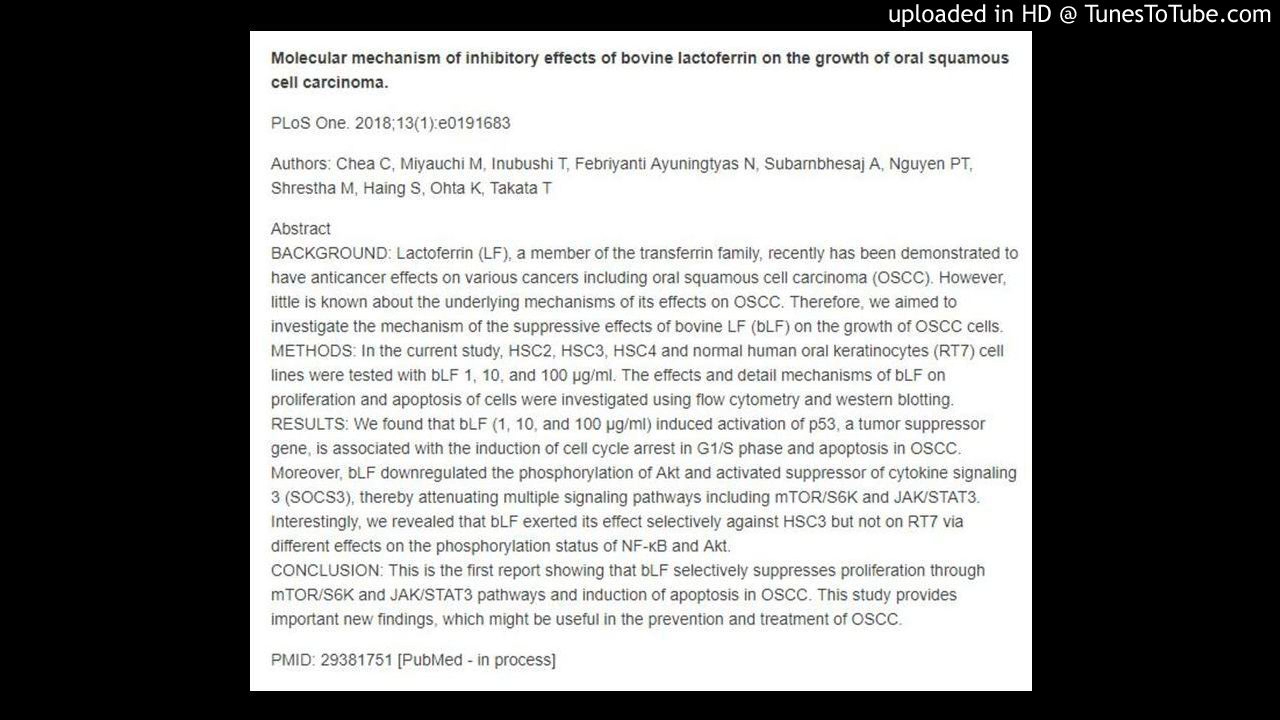 uploaded in HD @ TunesToTube.com
Molecular mechanism of inhibitory effects of bovine lactoferrin on the growth of oral squamous
cell carcinoma.
PLoS One. 2018;13(1):e0191683
Authors: Chea C, Miyauchi M, Inubushi T, Febriyanti Ayuningtyas N, Subarnbhesaj A, Nguyen PT,
Shrestha M, Haing S, Ohta K, Takata T
Abstract
BACKGROUND: Lactoferrin (LF), a member of the transferrin family, recently has been demonstrated to
have anticancer effects on various cancers including oral squamous cell carcinoma (OSCC). However,
little is known about the underlying mechanisms of its effects on OSCC. Therefore, we aimed to
investigate the mechanism of the suppressive effects of bovine LF (bLF) on the growth of OSCC cells.
METHODS: In the current study, HSC2, HSC3, HSC4 and normal human oral keratinocytes (RT7) cell
lines were tested with bLF 1, 10, and 100 μg/ml. The effects and detail mechanisms of bLF on
proliferation and apoptosis of cells were investigated using flow cytometry and western blotting.
RESULTS: We found that bLF (1, 10, and 100 μg/ml) induced activation of p53, a tumor suppressor
gene, is associated with the induction of cell cycle arrest in G1/S phase and apoptosis in OSCC.
Moreover, bLF downregulated the phosphorylation of Akt and activated suppressor of cytokine signaling
3 (SOCS3), thereby attenuating multiple signaling pathways including mTOR/S6K and JAK/STAT3.
Interestingly, we revealed that bLF exerted its effect selectively against HSC3 but not on RT7 via
different effects on the phosphorylation status of NF-κB and Akt.
CONCLUSION: This is the first report showing that bLF selectively suppresses proliferation through
mTOR/S6K and JAK/STAT3 pathways and induction of apoptosis in OSCC. This study provides
important new findings, which might be useful in the prevention and treatment of OSCC.
PMID: 29381751 [PubMed - in process]